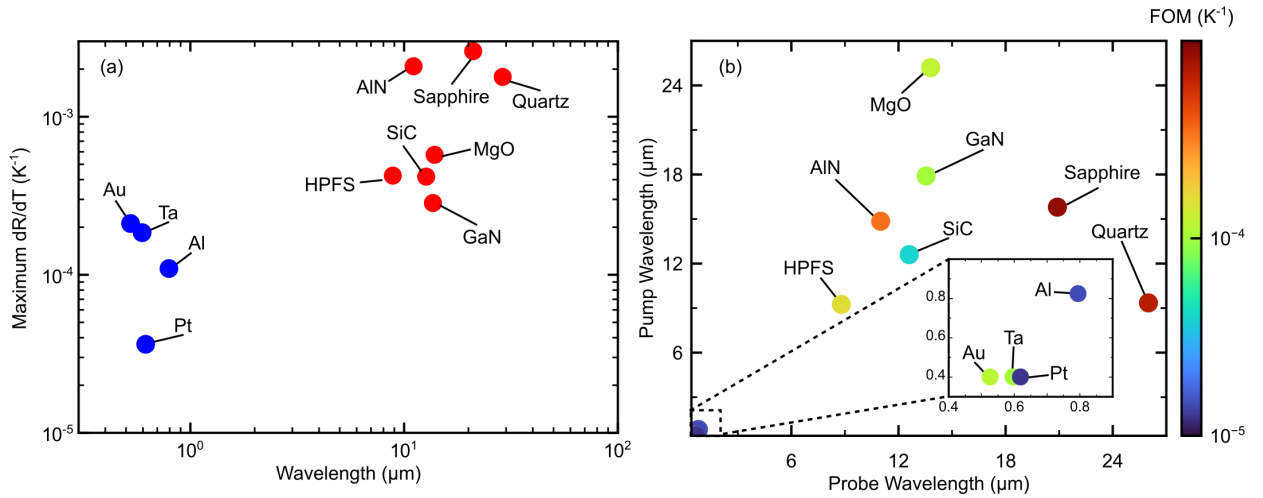 FOM (K⁻¹)
(a)
AlN
Sapphire
Quartz
SiC
MgO
HPFS
GaN
Au
Ta
Al
Pt
10⁻³
10⁻⁴
10⁻⁵
Maximum dR/dT (K⁻¹)
10⁰
10¹
10²
Wavelength (μm)
(b)
MgO
GaN
AlN
Sapphire
SiC
Quartz
HPFS
24
18
12
6
Pump Wavelength (μm)
Al
Au
Ta
Pt
0.8
0.6
0.4
0.4
0.6
0.8
6
12
18
24
Probe Wavelength (μm)
10⁻⁴
10⁻⁵